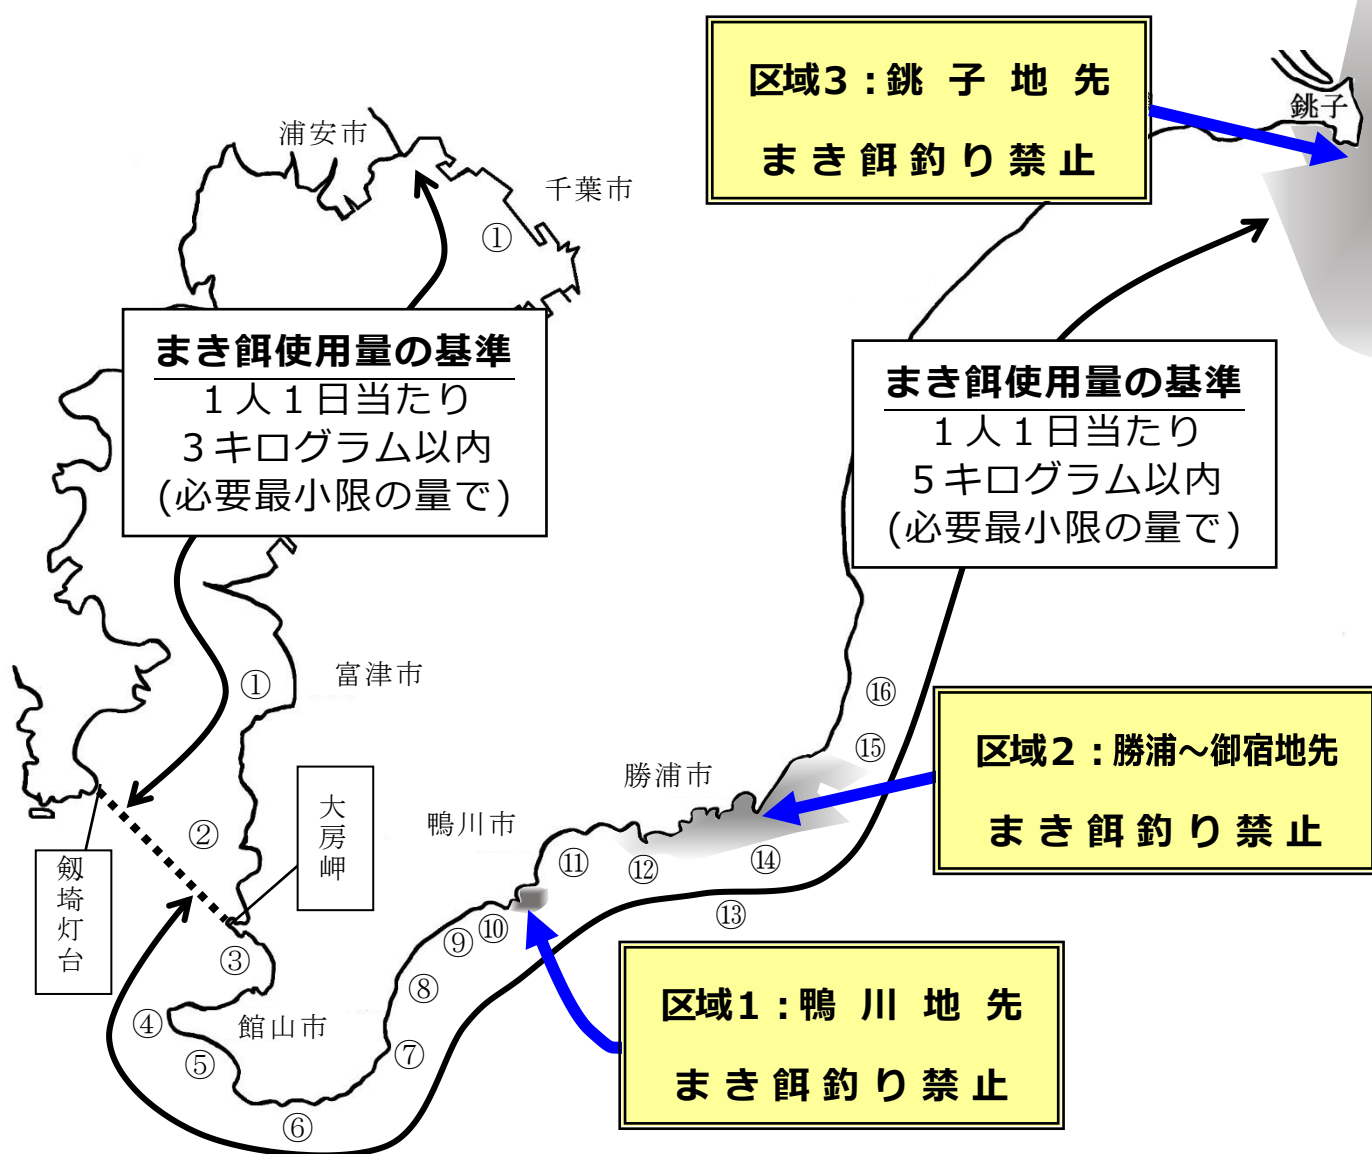 区域3：銚子地先
まき餌釣り禁止
銚子
浦安市
千葉市
①
まき餌使用量の基準
１人１日当たり
３キログラム以内
(必要最小限の量で)
まき餌使用量の基準
１人１日当たり
５キログラム以内
(必要最小限の量で)
①
富津市
⑯
⑮
区域2：勝浦～御宿地先
まき餌釣り禁止
勝浦市
大房岬
鴨川市
②
剱埼灯台
⑪
⑫
⑭
⑬
⑩
⑨
③
⑧
区域1：鴨川地先
まき餌釣り禁止
④
館山市
⑤
⑦
⑥